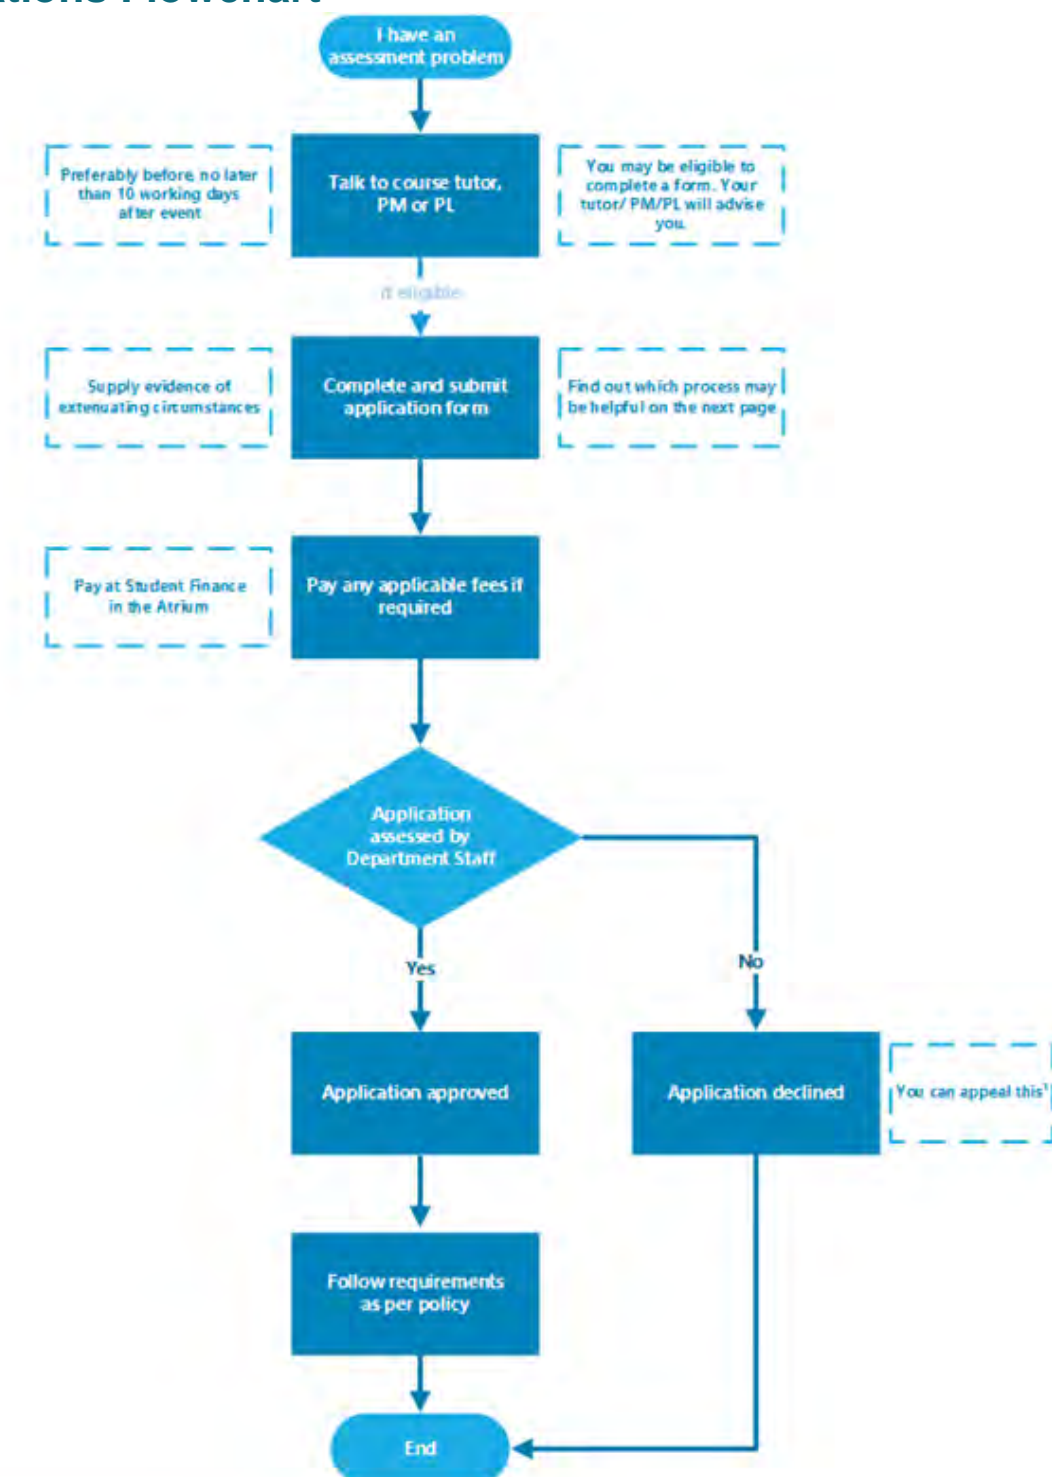 I have an
assessment problem
Preferably before, no later
than 10 working days
after event
Talk to course tutor,
PM or PL
You may be eligible to
complete a form. Your
tutor/ PM/PL will advise
you.
if eligible
Supply evidence of
extenuating circumstances
Complete and submit
application form
Find out which process may
be helpful on the next page
Pay at Student Finance
in the Atrium
Pay any applicable fees if
required
Application
assessed by
Department Staff
Yes
No
Application approved
Application declined
You can appeal this¹
Follow requirements
as per policy
End